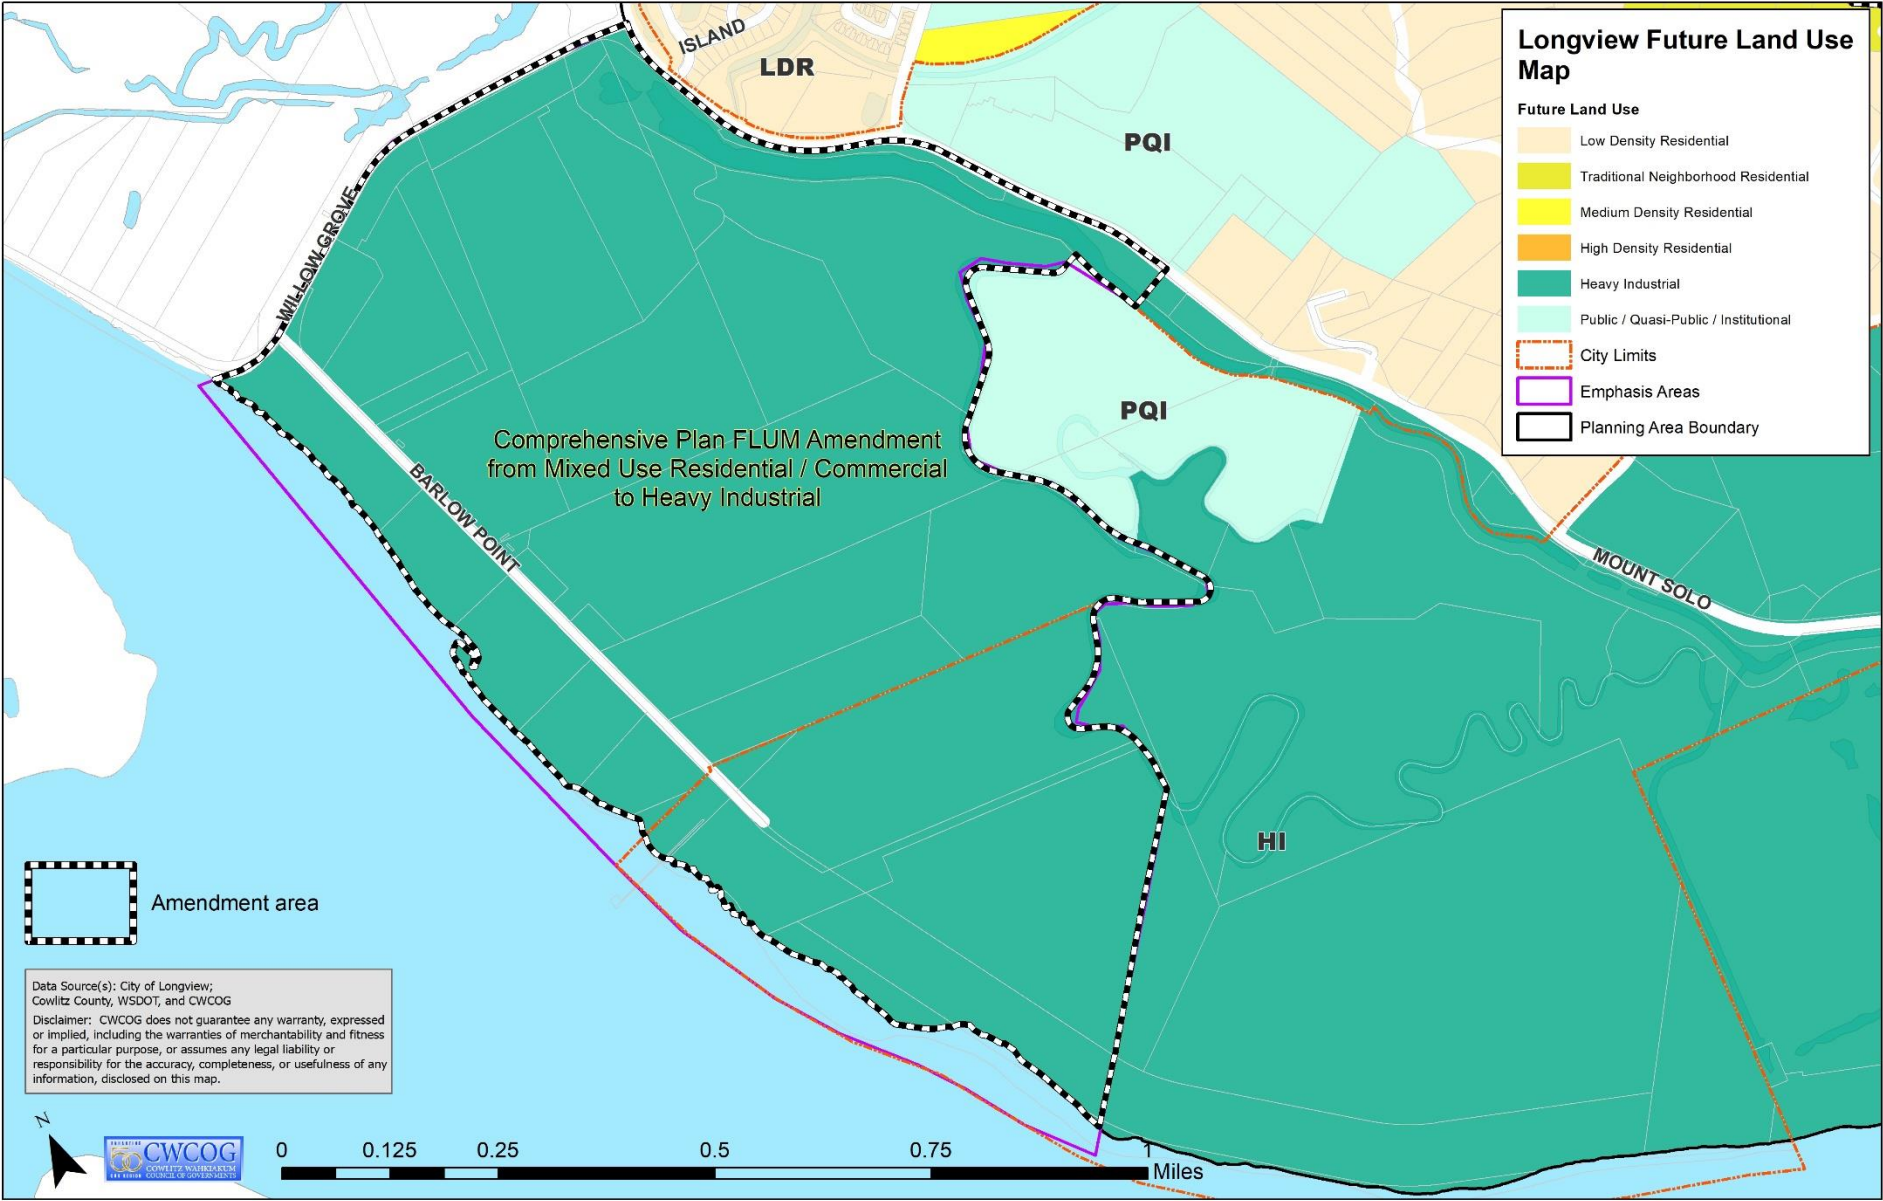 Longview Future Land Use
Map
Future Land Use
Low Density Residential
Traditional Neighborhood Residential
Medium Density Residential
High Density Residential
Heavy Industrial
Public / Quasi-Public / Institutional
City Limits
Emphasis Areas
Planning Area Boundary
ISLAND
LDR
PQI
WILLOW GROVE
PQI
Comprehensive Plan FLUM Amendment
from Mixed Use Residential / Commercial
to Heavy Industrial
BARLOW POINT
MOUNT SOLO
HI
Amendment area
Data Source(s): City of Longview;
Cowlitz County, WSDOT, and CWCOG
Disclaimer: CWCOG does not guarantee any warranty, expressed
or implied, including the warranties of merchantability and fitness
for a particular purpose, or assumes any legal liability or
responsibility for the accuracy, completeness, or usefulness of any
information, disclosed on this map.
N
CWCOG
COWLITZ WAHKIAKUM
COUNCIL OF GOVERNMENTS
0 0.125 0.25 0.5 0.75 1
Miles